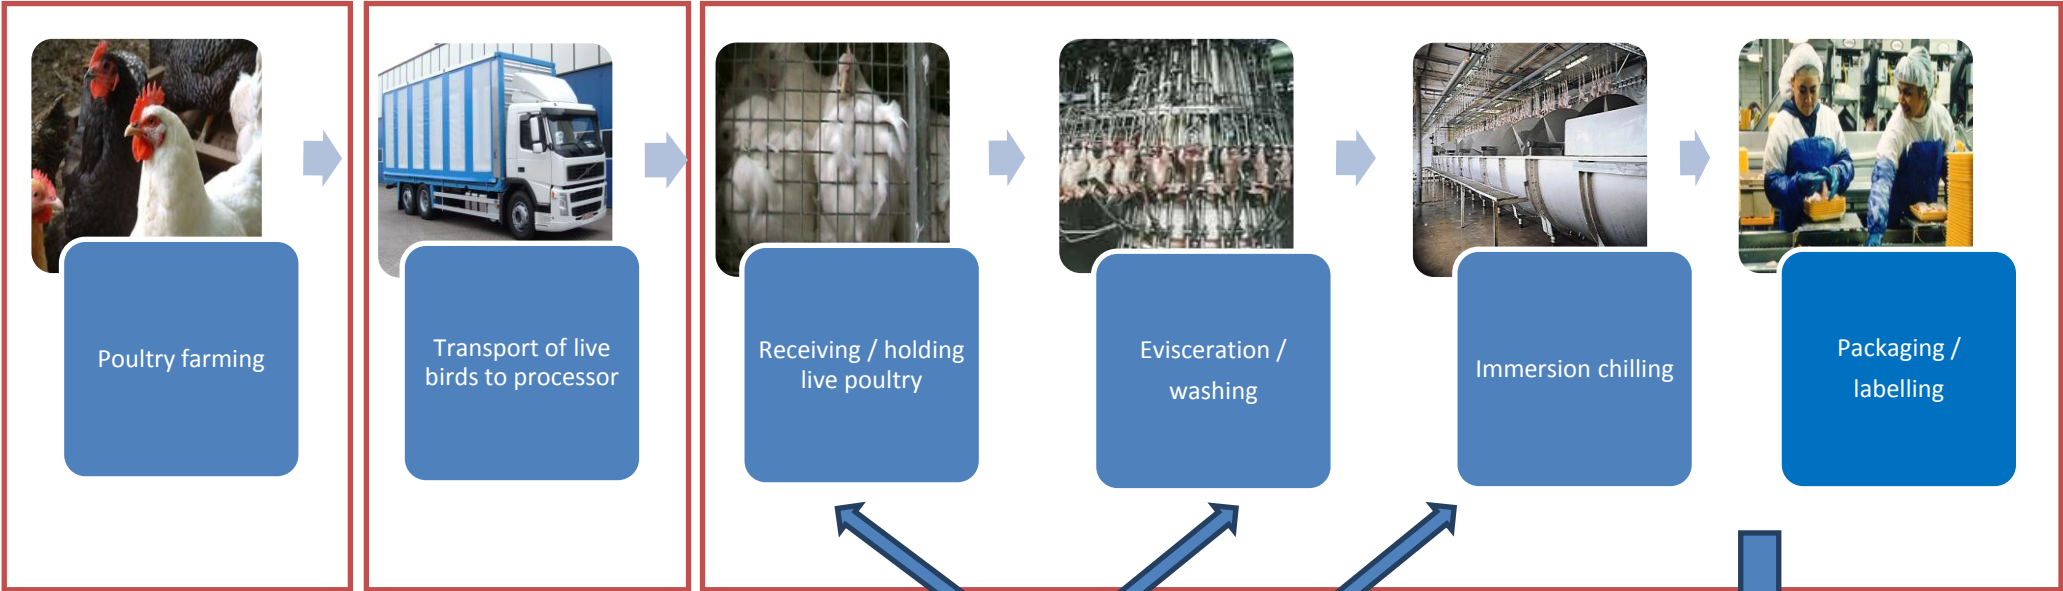 Poultry farming
Transport of live
birds to processor
Receiving / holding
live poultry
Evisceration /
washing
Immersion chilling
Packaging /
labelling